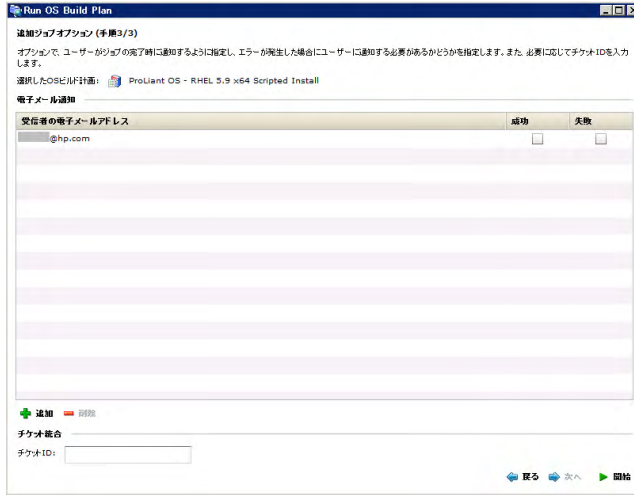 Run OS Build Plan
追加ジョブオプション (手順3/3)
オプションで、ユーザーがジョブの完了時に通知するように指定し、エラーが発生した場合にユーザーに通知する必要があるかどうかを指定します。また、必要に応じてチケットIDを入力
します。
選択したOSビルド計画: ProLiant OS - RHEL 5.9 x64 Scripted Install
電子メール通知
受信者の電子メールアドレス 成功 失敗
@hp.com
追加 削除
チケット統合
チケットID:
戻る 次へ 開始